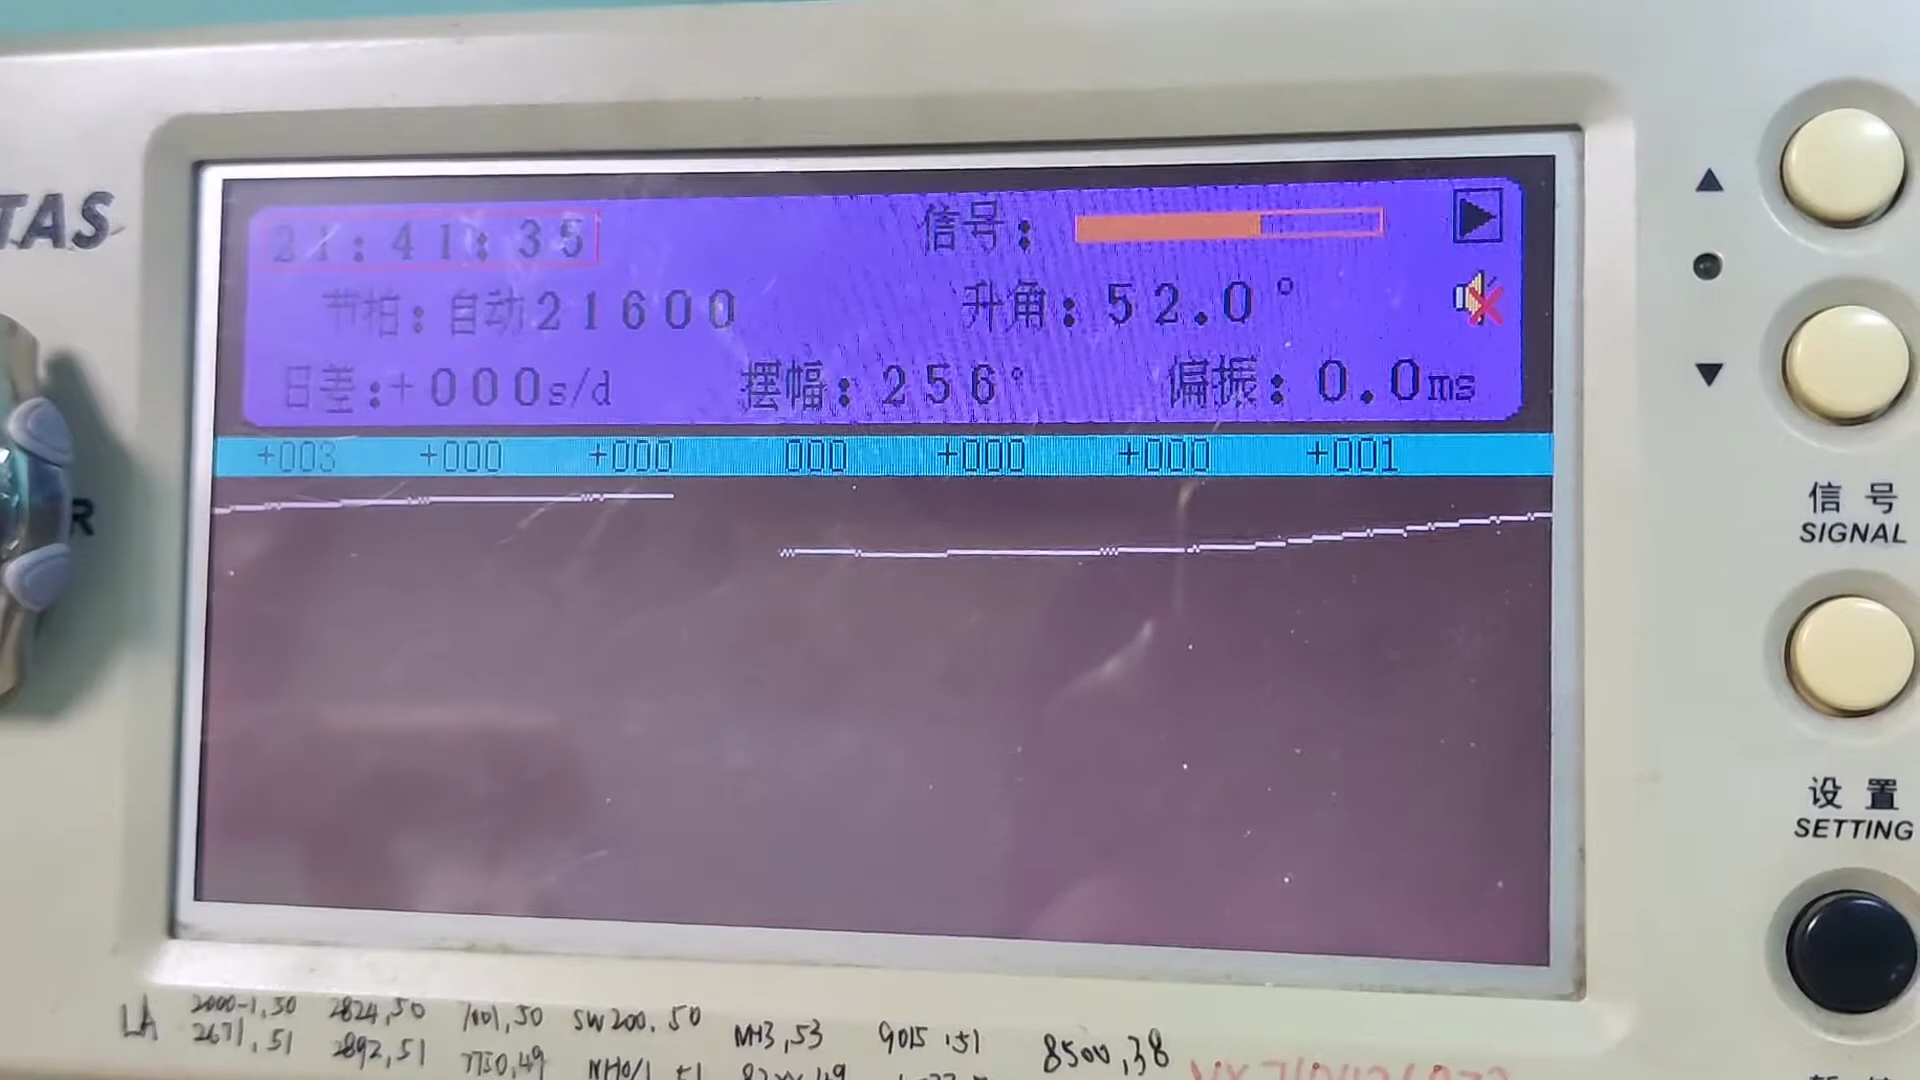 TAS
21:41:35 信号:
节拍:自动21600 升角:52.0°
日差:+000s/d 摆幅:256° 偏振:0.0ms
+003 +000 +000 000 +000 +000 +001
R
信号
SIGNAL
设置
SETTING
LA 2000-1,50 2824,50 1001,50 SW200.50 MH3,53 9015,51 8500,38
2671,51 2892,51 7750,49